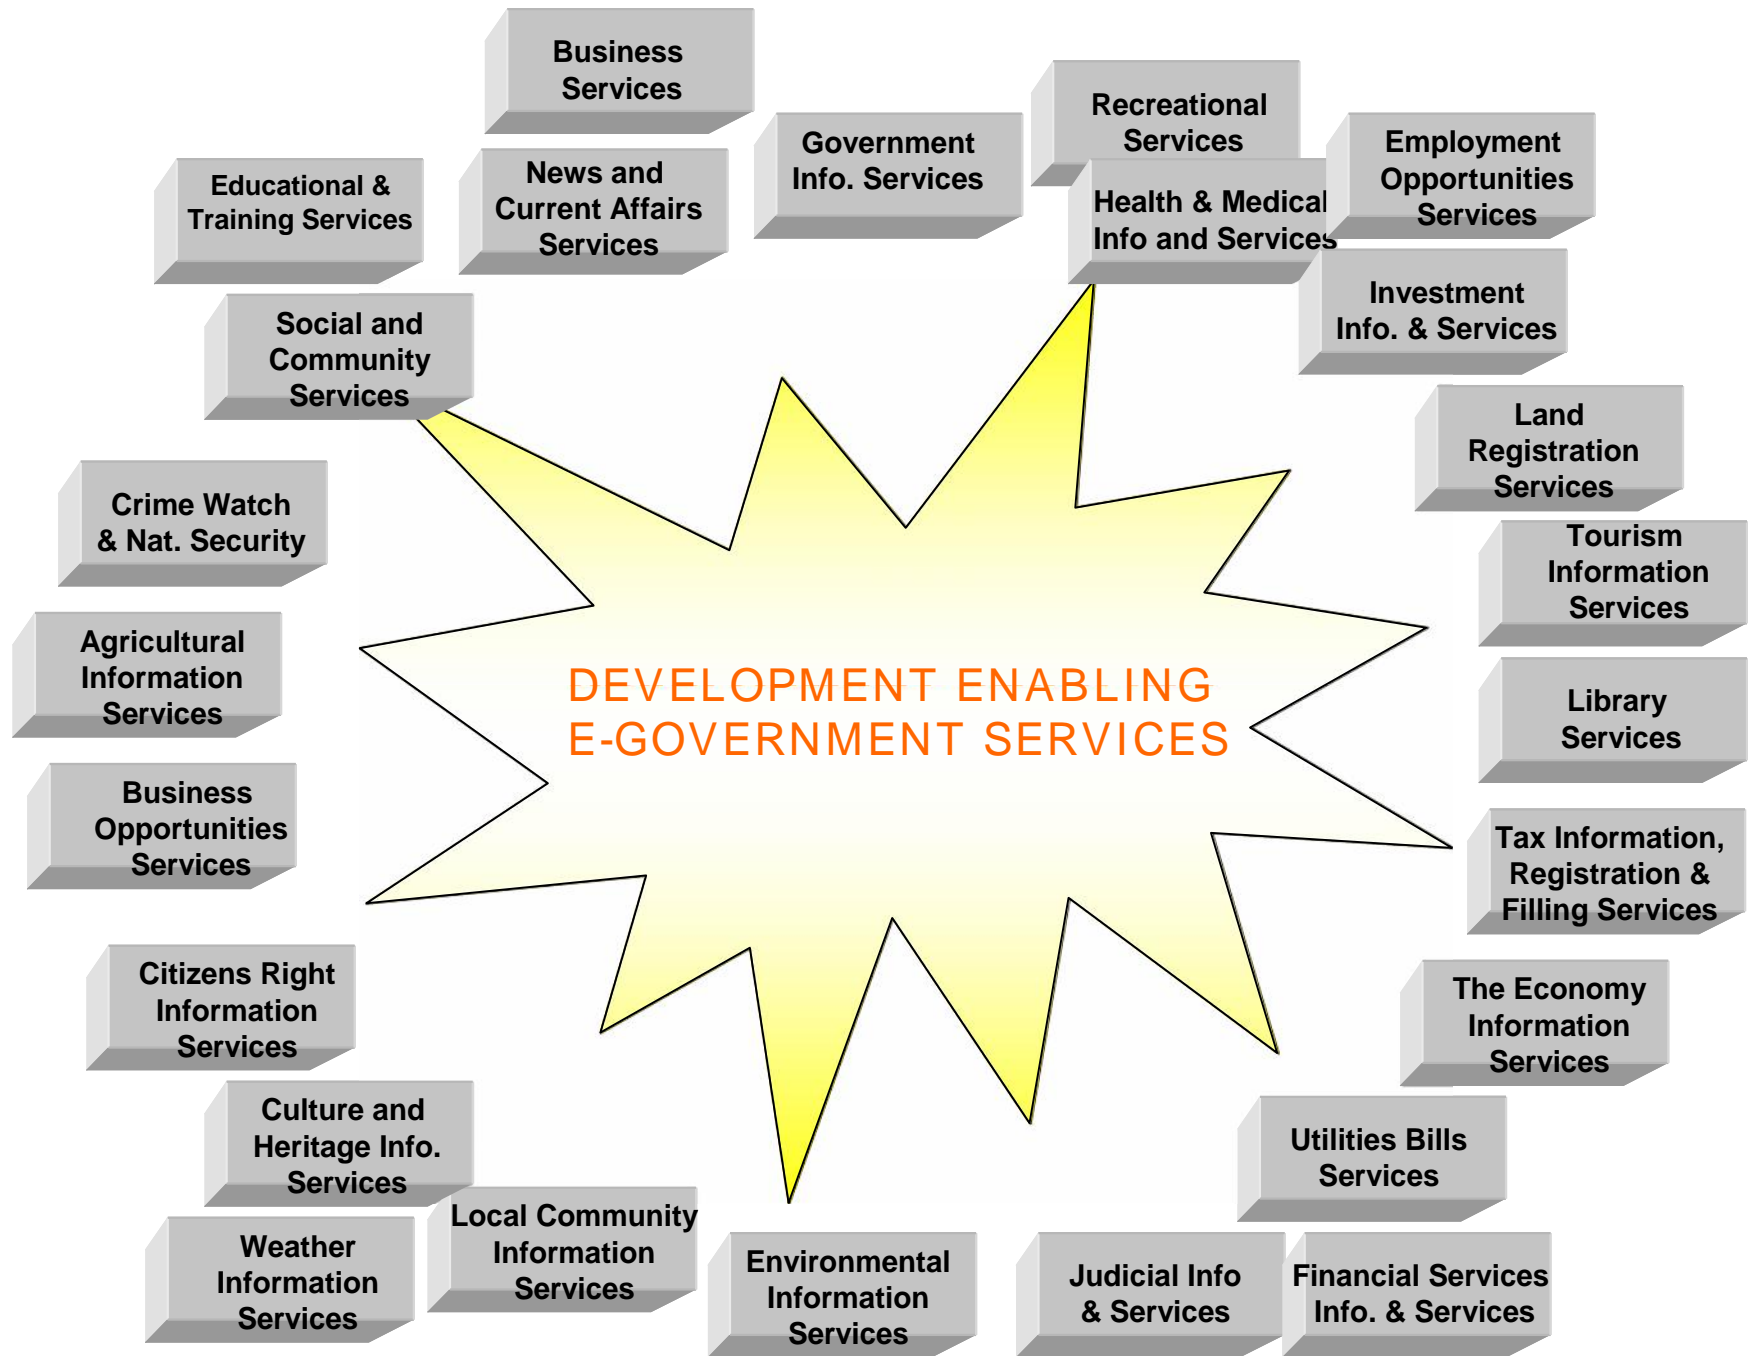 Business
Services
Recreational
Services
Government
Info. Services
Employment
Opportunities
Services
Educational &
Training Services
News and
Current Affairs
Services
Health & Medical
Info and Services
Investment
Info. & Services
Social and
Community
Services
Land
Registration
Services
Crime Watch
& Nat. Security
Tourism
Information
Services
Agricultural
Information
Services
DEVELOPMENT ENABLING
E-GOVERNMENT SERVICES
Library
Services
Business
Opportunities
Services
Tax Information,
Registration &
Filling Services
Citizens Right
Information
Services
The Economy
Information
Services
Culture and
Heritage Info.
Services
Utilities Bills
Services
Local Community
Information
Services
Weather
Information
Services
Environmental
Information
Services
Judicial Info
& Services
Financial Services
Info. & Services